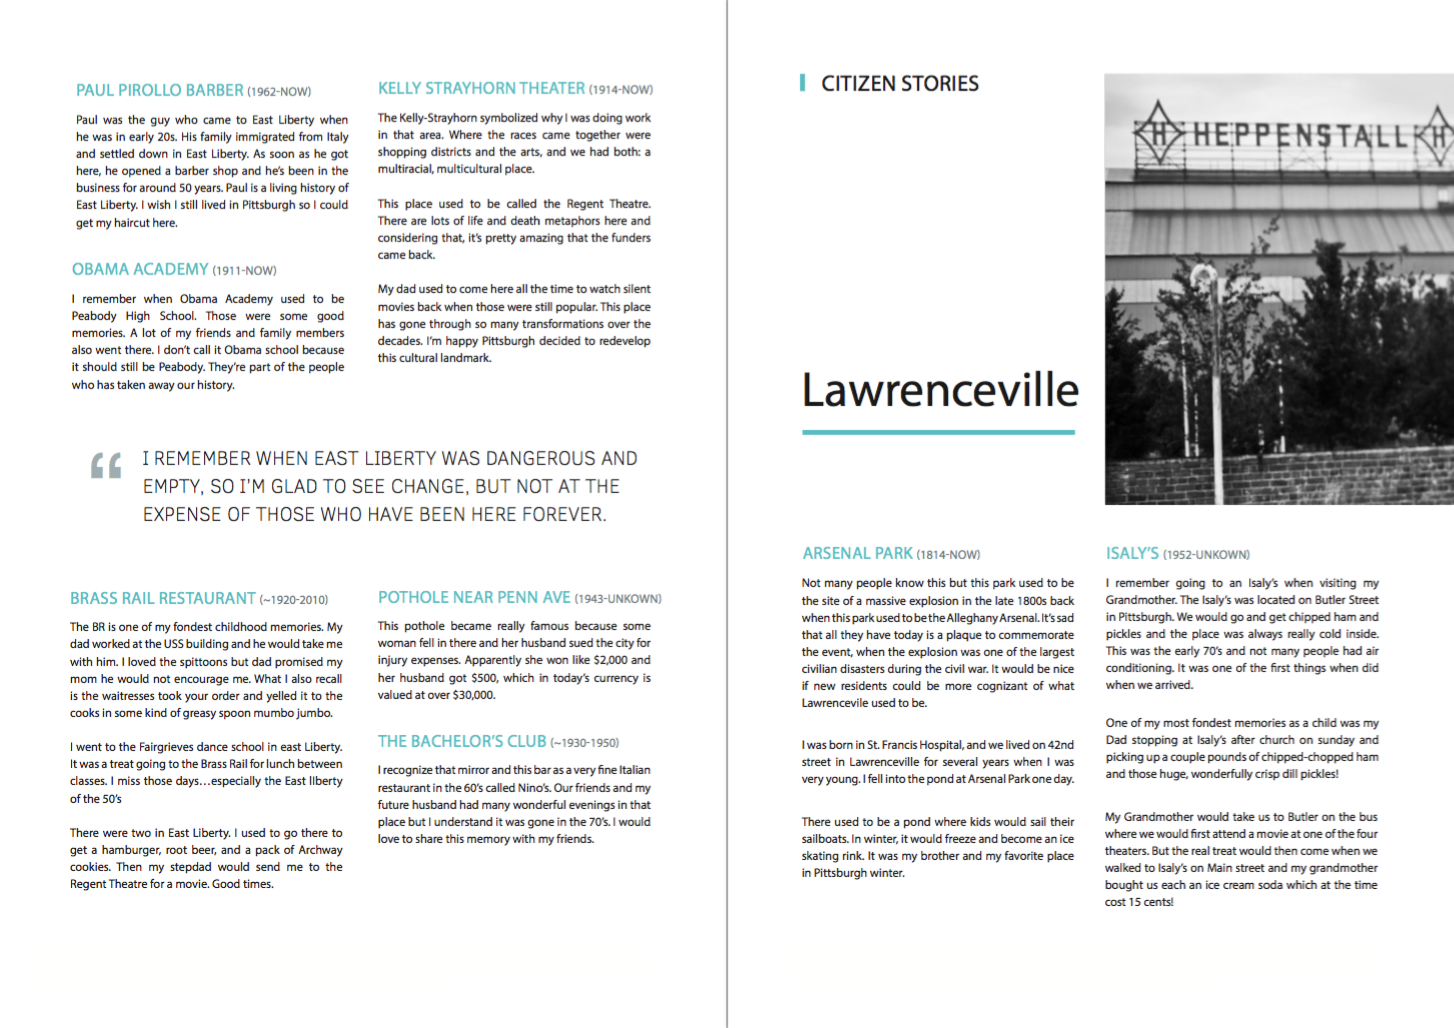 PAUL PIROLLO BARBER (1962-NOW)
Paul was the guy who came to East Liberty when
he was in early 20s. His family immigrated from Italy
and settled down in East Liberty. As soon as he got
here, he opened a barber shop and he's been in the
business for around 50 years. Paul is a living history of
East Liberty. I wish I still lived in Pittsburgh so I could
get my haircut here.
OBAMA ACADEMY (1911-NOW)
I remember when Obama Academy used to be
Peabody High School. Those were some good
memories. A lot of my friends and family members
also went there. I don't call it Obama school because
it should still be Peabody. They're part of the people
who has taken away our history.
KELLY STRAYHORN THEATER (1914-NOW)
The Kelly-Strayhorn symbolized why I was doing work
in that area. Where the races came together were
shopping districts and the arts, and we had both: a
multiracial, multicultural place.
This place used to be called the Regent Theatre.
There are lots of life and death metaphors here and
considering that, it's pretty amazing that the funders
came back.
My dad used to come here all the time to watch silent
movies back when those were still popular. This place
has gone through so many transformations over the
decades. I'm happy Pittsburgh decided to redevelop
this cultural landmark.
“ I REMEMBER WHEN EAST LIBERTY WAS DANGEROUS AND
EMPTY, SO I'M GLAD TO SEE CHANGE, BUT NOT AT THE
EXPENSE OF THOSE WHO HAVE BEEN HERE FOREVER.
BRASS RAIL RESTAURANT (~1920-2010)
The BR is one of my fondest childhood memories. My
dad worked at the USS building and he would take me
with him. I loved the spittoons but dad promised my
mom he would not encourage me. What I also recall
is the waitresses took your order and yelled it to the
cooks in some kind of greasy spoon mumbo jumbo.
I went to the Fairgrieves dance school in east Liberty.
It was a treat going to the Brass Rail for lunch between
classes. I miss those days...especially the East lIberty
of the 50's
There were two in East Liberty. I used to go there to
get a hamburger, root beer, and a pack of Archway
cookies. Then my stepdad would send me to the
Regent Theatre for a movie. Good times.
POTHOLE NEAR PENN AVE (1943-UNKOWN)
This pothole became really famous because some
woman fell in there and her husband sued the city for
injury expenses. Apparently she won like $2,000 and
her husband got $500, which in today's currency is
valued at over $30,000.
THE BACHELOR'S CLUB (~1930-1950)
I recognize that mirror and this bar as a very fine Italian
restaurant in the 60's called Nino's. Our friends and my
future husband had many wonderful evenings in that
place but I understand it was gone in the 70's. I would
love to share this memory with my friends.
CITIZEN STORIES
H HEPPENSTALL H
Lawrenceville
ARSENAL PARK (1814-NOW)
Not many people know this but this park used to be
the site of a massive explosion in the late 1800s back
when this park used to be the Alleghany Arsenal. It's sad
that all they have today is a plaque to commemorate
the event, when the explosion was one of the largest
civilian disasters during the civil war. It would be nice
if new residents could be more cognizant of what
Lawrencevile used to be.
I was born in St. Francis Hospital, and we lived on 42nd
street in Lawrenceville for several years when I was
very young. I fell into the pond at Arsenal Park one day.
There used to be a pond where kids would sail their
sailboats. In winter, it would freeze and become an ice
skating rink. It was my brother and my favorite place
in Pittsburgh winter.
ISALY'S (1952-UNKOWN)
I remember going to an Isaly's when visiting my
Grandmother. The Isaly's was located on Butler Street
in Pittsburgh. We would go and get chipped ham and
pickles and the place was always really cold inside.
This was the early 70's and not many people had air
conditioning. It was one of the first things when did
when we arrived.
One of my most fondest memories as a child was my
Dad stopping at Isaly's after church on sunday and
picking up a couple pounds of chipped-chopped ham
and those huge, wonderfully crisp dill pickles!
My Grandmother would take us to Butler on the bus
where we would first attend a movie at one of the four
theaters. But the real treat would then come when we
walked to Isaly's on Main street and my grandmother
bought us each an ice cream soda which at the time
cost 15 cents!